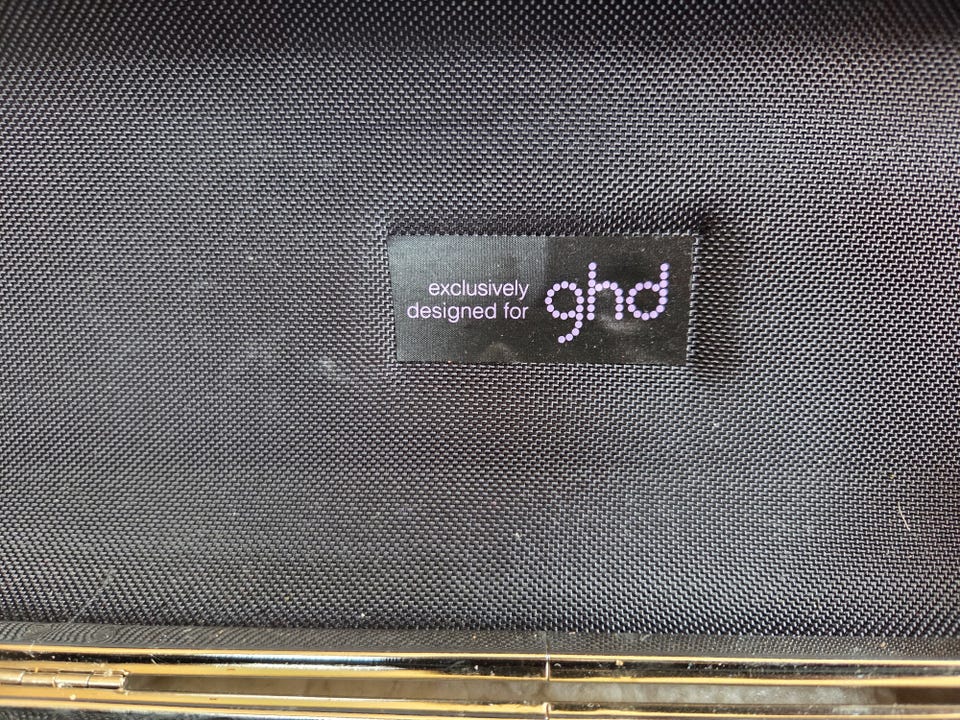 exclusively
designed for
ghd